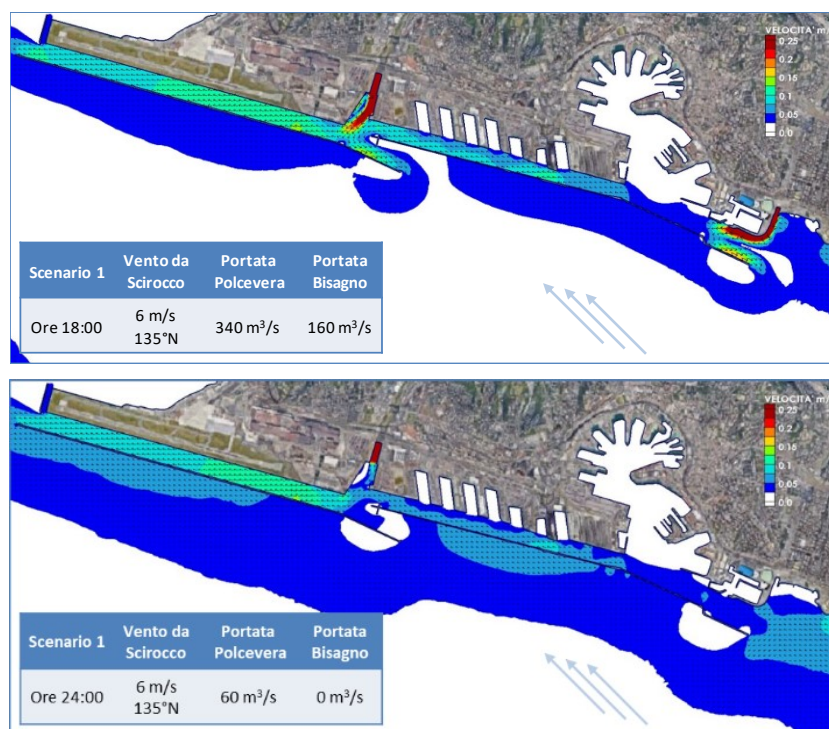 VELOCITA' m/
0.25
0.2
0.15
0.1
0.05
0.0
Scenario 1 Vento da Scirocco Portata Polcevera Portata Bisagno
Ore 18:00 6 m/s 135°N 340 m³/s 160 m³/s
VELOCITA' m/
0.25
0.2
0.15
0.1
0.05
0.0
Scenario 1 Vento da Scirocco Portata Polcevera Portata Bisagno
Ore 24:00 6 m/s 135°N 60 m³/s 0 m³/s